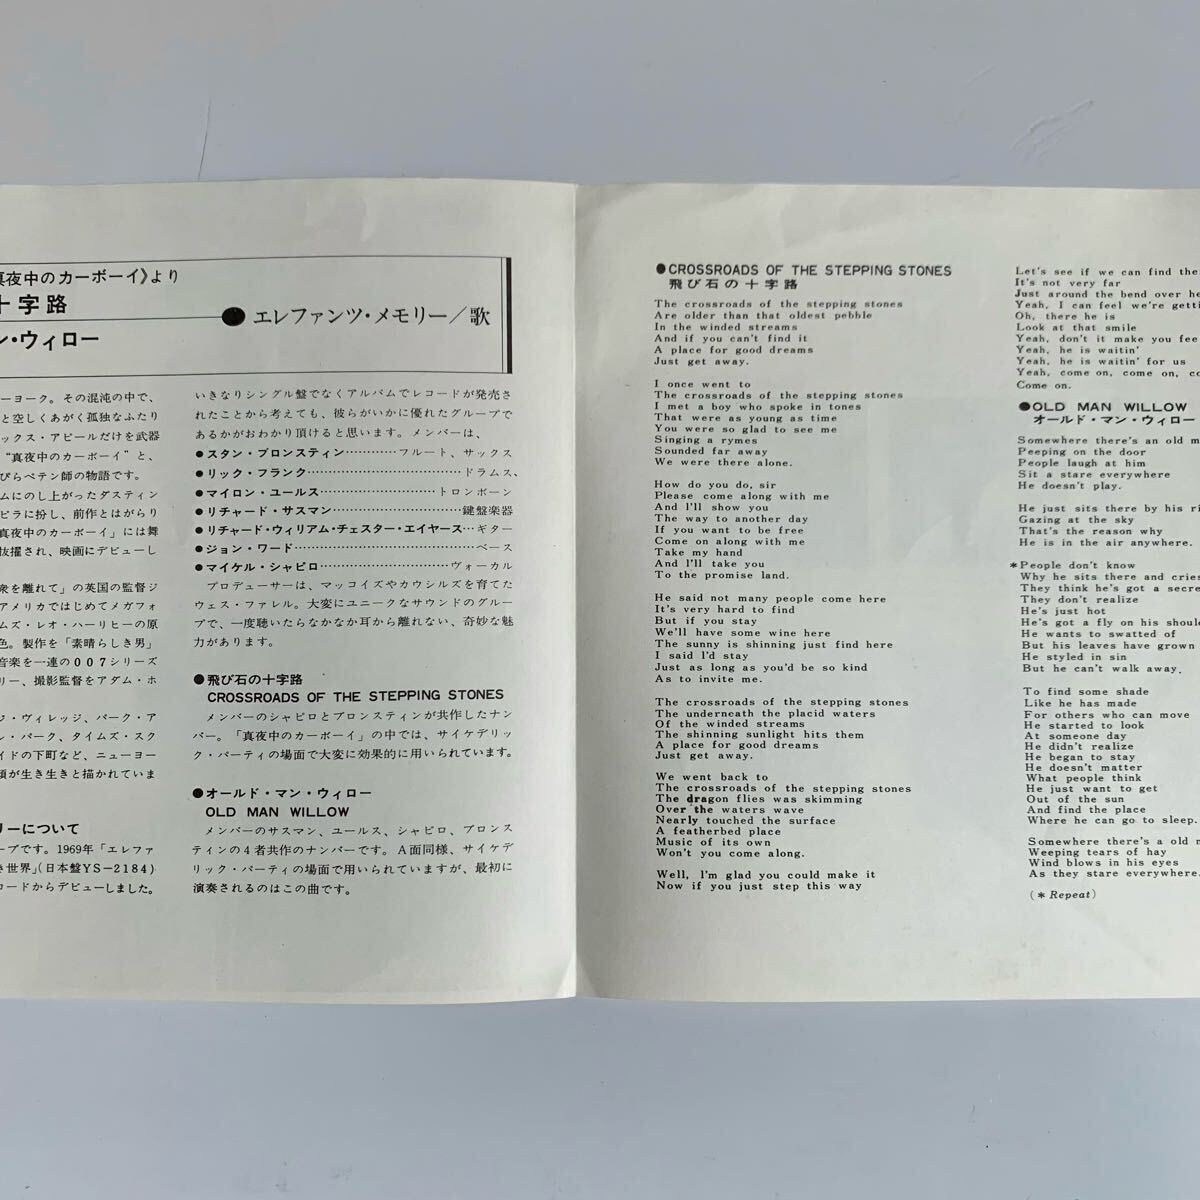 真夜中のカーボーイ》より
十字路
ン・ウィロー
●エレファンツ・メモリー／歌
ーヨーク。その混沌の中で、
と空しくあがく孤独なふたり
ックス・アピールだけを武器
“真夜中のカーボーイ”と、
ぴらペテン師の物語です。
ムにのし上がったダスティン
ピラに扮し、前作とはがらり
真夜中のカーボーイ」には舞
抜擢され、映画にデビューし
衆を離れて」の英国の監督ジ
アメリカではじめてメガフォ
ムズ・レオ・ハーリヒーの原
色。製作を「素晴らしき男」
音楽を一連の007シリーズ
リー、撮影監督をアダム・ホ
ジ・ヴィレッジ、パーク・ア
ル・パーク、タイムズ・スク
イドの下町など、ニューヨー
が生き生きと描かれていま
リーについて
ープです。1969年「エレファ
き世界」(日本盤YS−2184)
コードからデビューしました。
いきなりシングル盤でなくアルバムでレコードが発売さ
れたことから考えても、彼らがいかに優れたグループで
あるかがおわかり頂けると思います。メンバーは、
●スタン・ブロンスティン…………フルート、サックス
●リック・フランク……………………………ドラムス、
●マイロン・ユールス…………………………トロンボーン
●リチャード・サスマン…………………………鍵盤楽器
●リチャード・ウィリアム・チェスター・エイヤース…ギター
●ジョン・ワード………………………………………ベース
●マイケル・シャピロ………………………………ヴォーカル
プロデューサーは、マッコイズやカウシルズを育てた
ウェス・ファレル。大変にユニークなサウンドのグルー
プで、一度聴いたらなかなか耳から離れない、奇妙な魅
力があります。
●飛び石の十字路
CROSSROADS OF THE STEPPING STONES
メンバーのシャピロとブロンスティンが共作したナン
バー。「真夜中のカーボーイ」の中では、サイケデリッ
ク・パーティの場面で大変に効果的に用いられています。
●オールド・マン・ウィロー
OLD MAN WILLOW
メンバーのサスマン、ユールス、シャピロ、ブロンス
ティンの4者共作のナンバーです。A面同様、サイケデ
リック・パーティの場面で用いられていますが、最初に
演奏されるのはこの曲です。
●CROSSROADS OF THE STEPPING STONES
飛び石の十字路
The crossroads of the stepping stones
Are older than that oldest pebble
In the winded streams
And if you can't find it
A place for good dreams
Just get away.
I once went to
The crossroads of the stepping stones
I met a boy who spoke in tones
That were as young as time
You were so glad to see me
Singing a rymes
Sounded far away
We were there alone.
How do you do, sir
Please come along with me
And I'll show you
The way to another day
If you want to be free
Come on along with me
Take my hand
And I'll take you
To the promise land.
He said not many people come here
It's very hard to find
But if you stay
We'll have some wine here
The sunny is shinning just find here
I said I'd stay
Just as long as you'd be so kind
As to invite me.
The crossroads of the stepping stones
The underneath the placid waters
Of the winded streams
The shinning sunlight hits them
A place for good dreams
Just get away.
We went back to
The crossroads of the stepping stones
The dragon flies was skimming
Over the waters wave
Nearly touched the surface
A featherbed place
Music of its own
Won't you come along.
Well, I'm glad you could make it
Now if you just step this way
Let's see if we can find the
It's not very far
Just around the bend over he
Yeah, I can feel we're getti
Oh, there he is
Look at that smile
Yeah, don't it make you fee
Yeah, he is waitin'
Yeah, he is waitin' for us
Yeah, come on, come on, co
Come on.
●OLD MAN WILLOW
オールド・マン・ウィロー
Somewhere there's an old m
Peeping on the door
People laugh at him
Sit a stare everywhere
He doesn't play.
He just sits there by his ri
Gazing at the sky
That's the reason why
He is in the air anywhere.
*People don't know
Why he sits there and cries
They think he's got a secre
They don't realize
He's just hot
He's got a fly on his should
He wants to swatted of
But his leaves have grown
He styled in sin
But he can't walk away.
To find some shade
Like he has made
For others who can move
He started to look
At someone day
He didn't realize
He began to stay
He doesn't matter
What people think
He just want to get
Out of the sun
And find the place
Where he can go to sleep.
Somewhere there's a old m
Weeping tears of hay
Wind blows in his eyes
As they stare everywhere.
(* Repeat)